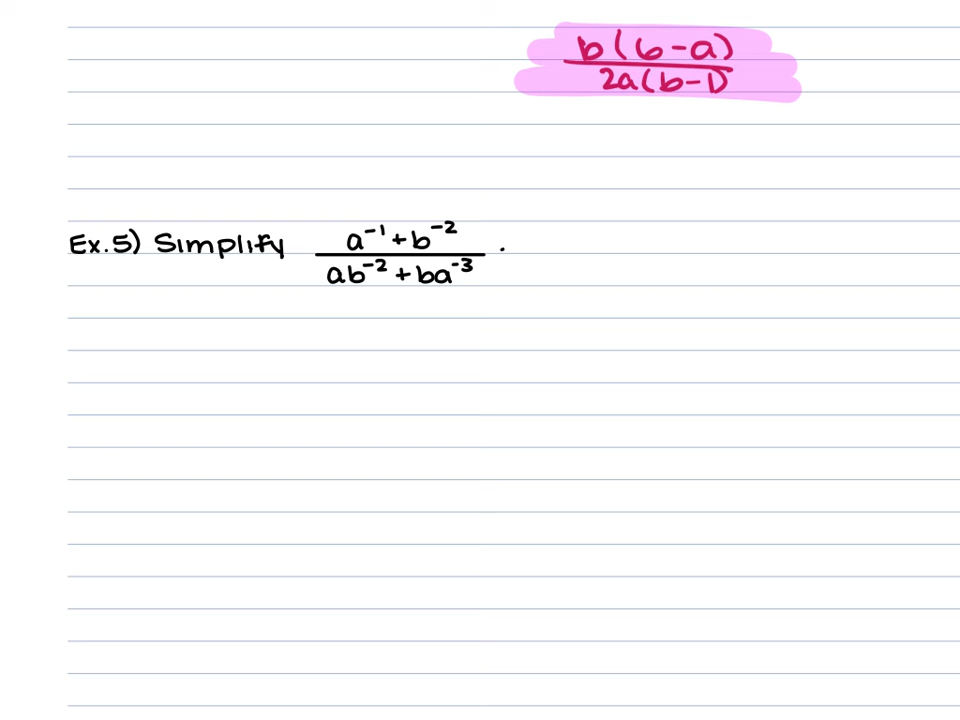 b(6-a)
2a(b-1)
Ex.5) Simplify a⁻¹+b⁻² / ab⁻²+ba⁻³ .